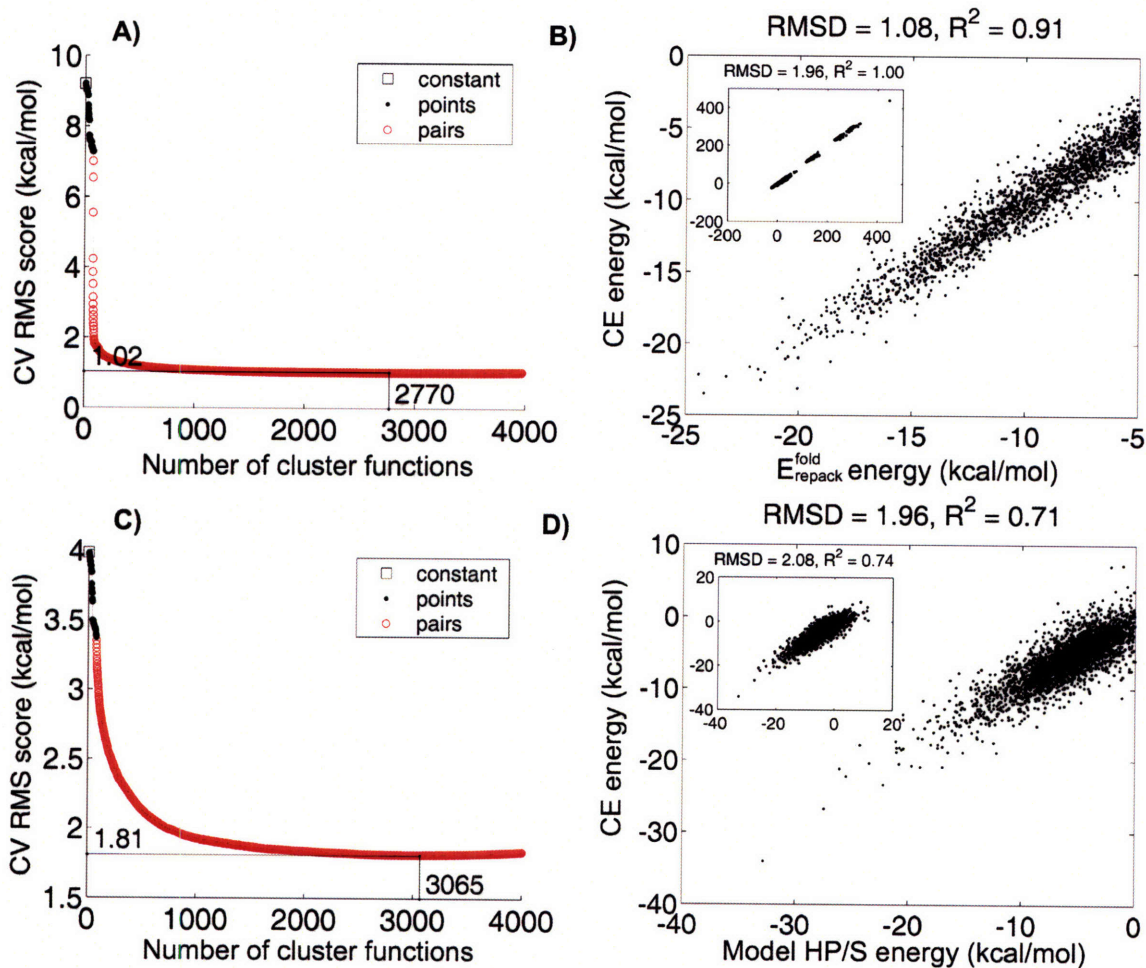 A)
10
8
6
4
2
0
CV RMS score (kcal/mol)
constant
points
pairs
1.02
2770
0
1000
2000
3000
4000
Number of cluster functions
B)
RMSD = 1.08, R² = 0.91
0
-5
-10
-15
-20
-25
CE energy (kcal/mol)
RMSD = 1.96, R² = 1.00
400
200
0
-200
-200
0
200
400
-25
-20
-15
-10
-5
E^fold_repack energy (kcal/mol)
C)
4
3.5
3
2.5
2
1.5
CV RMS score (kcal/mol)
constant
points
pairs
1.81
3065
0
1000
2000
3000
4000
Number of cluster functions
D)
RMSD = 1.96, R² = 0.71
10
0
-10
-20
-30
-40
CE energy (kcal/mol)
RMSD = 2.08, R² = 0.74
20
0
-20
-40
-40
-20
0
20
-40
-30
-20
-10
0
Model HP/S energy (kcal/mol)